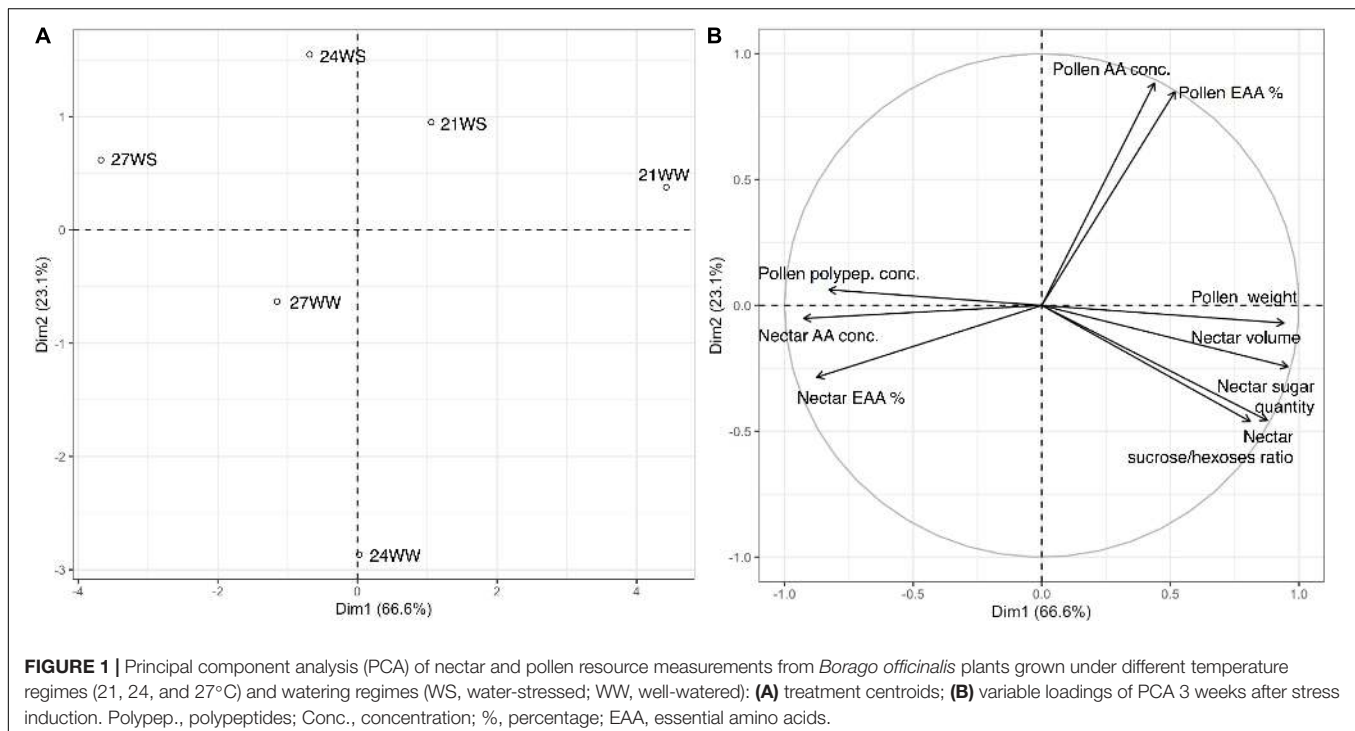 A
24WS
21WS
27WS
21WW
27WW
24WW
1
0
-1
-2
-3
Dim2 (23.1%)
-4
-2
0
2
4
Dim1 (66.6%)
B
1.0
0.5
0.0
-0.5
-1.0
Dim2 (23.1%)
Pollen AA conc.
Pollen EAA %
Pollen polypep. conc.
Pollen weight
Nectar AA conc.
Nectar volume
Nectar EAA %
Nectar sugar
quantity
Nectar
sucrose/hexoses ratio
-1.0
-0.5
0.0
0.5
1.0
Dim1 (66.6%)
FIGURE 1 | Principal component analysis (PCA) of nectar and pollen resource measurements from Borago officinalis plants grown under different temperature
regimes (21, 24, and 27°C) and watering regimes (WS, water-stressed; WW, well-watered): (A) treatment centroids; (B) variable loadings of PCA 3 weeks after stress
induction. Polypep., polypeptides; Conc., concentration; %, percentage; EAA, essential amino acids.